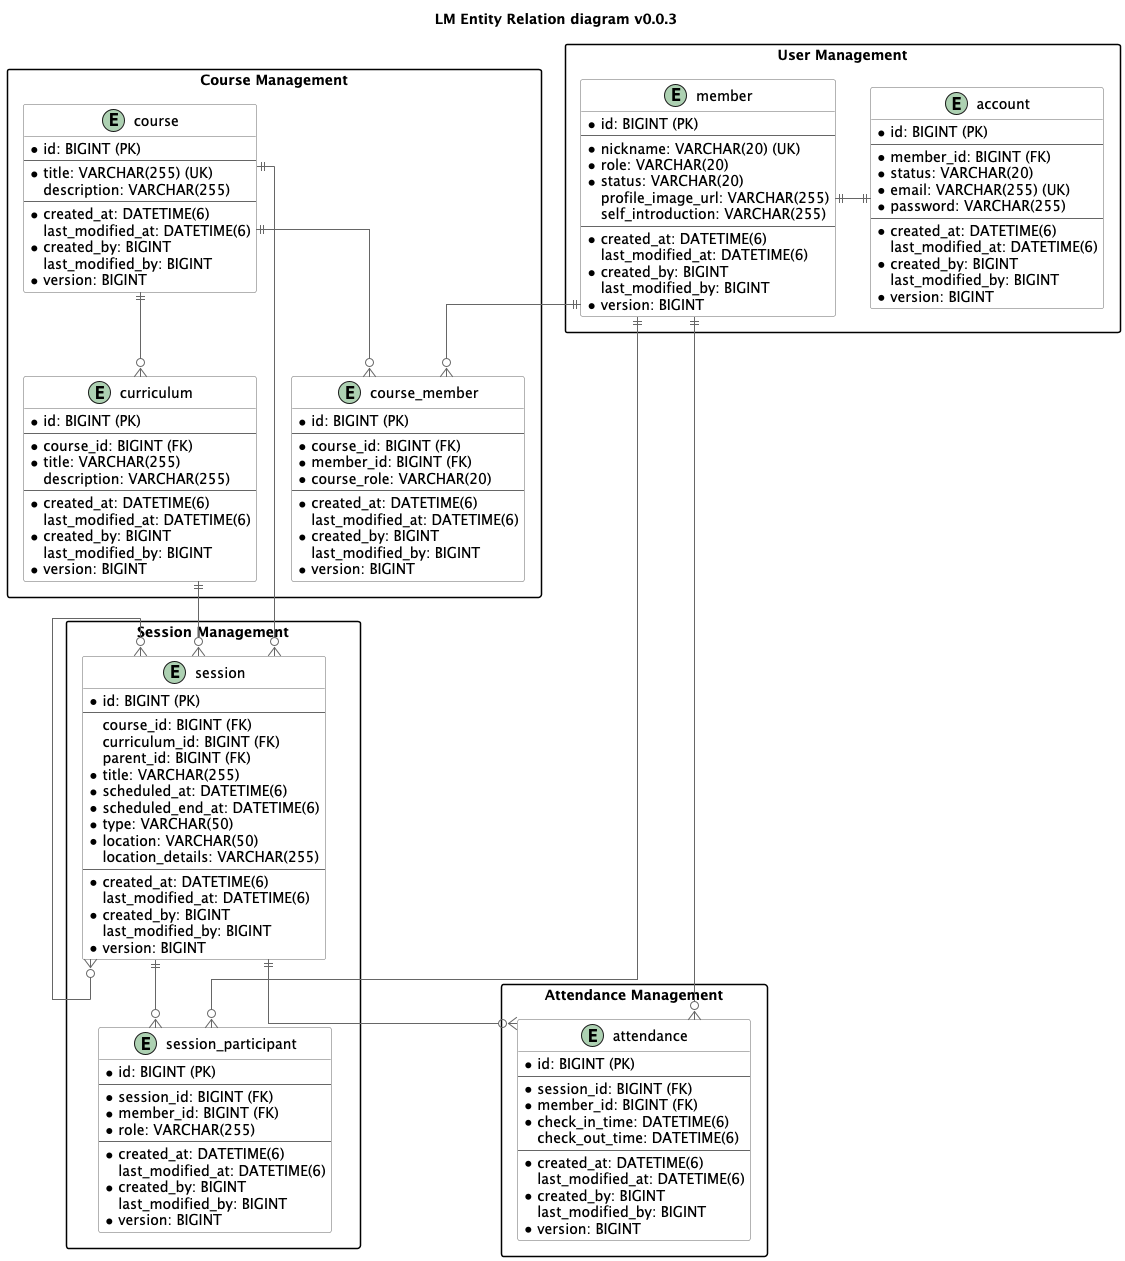 LM Entity Relation diagram v0.0.3
Course Management
E course
id: BIGINT (PK)
title: VARCHAR(255) (UK)
description: VARCHAR(255)
created_at: DATETIME(6)
last_modified_at: DATETIME(6)
created_by: BIGINT
last_modified_by: BIGINT
version: BIGINT
E curriculum
id: BIGINT (PK)
course_id: BIGINT (FK)
title: VARCHAR(255)
description: VARCHAR(255)
created_at: DATETIME(6)
last_modified_at: DATETIME(6)
created_by: BIGINT
last_modified_by: BIGINT
version: BIGINT
E course_member
id: BIGINT (PK)
course_id: BIGINT (FK)
member_id: BIGINT (FK)
course_role: VARCHAR(20)
created_at: DATETIME(6)
last_modified_at: DATETIME(6)
created_by: BIGINT
last_modified_by: BIGINT
version: BIGINT
User Management
E member
id: BIGINT (PK)
nickname: VARCHAR(20) (UK)
role: VARCHAR(20)
status: VARCHAR(20)
profile_image_url: VARCHAR(255)
self_introduction: VARCHAR(255)
created_at: DATETIME(6)
last_modified_at: DATETIME(6)
created_by: BIGINT
last_modified_by: BIGINT
version: BIGINT
E account
id: BIGINT (PK)
member_id: BIGINT (FK)
status: VARCHAR(20)
email: VARCHAR(255) (UK)
password: VARCHAR(255)
created_at: DATETIME(6)
last_modified_at: DATETIME(6)
created_by: BIGINT
last_modified_by: BIGINT
version: BIGINT
Session Management
E session
id: BIGINT (PK)
course_id: BIGINT (FK)
curriculum_id: BIGINT (FK)
parent_id: BIGINT (FK)
title: VARCHAR(255)
scheduled_at: DATETIME(6)
scheduled_end_at: DATETIME(6)
type: VARCHAR(50)
location: VARCHAR(50)
location_details: VARCHAR(255)
created_at: DATETIME(6)
last_modified_at: DATETIME(6)
created_by: BIGINT
last_modified_by: BIGINT
version: BIGINT
E session_participant
id: BIGINT (PK)
session_id: BIGINT (FK)
member_id: BIGINT (FK)
role: VARCHAR(255)
created_at: DATETIME(6)
last_modified_at: DATETIME(6)
created_by: BIGINT
last_modified_by: BIGINT
version: BIGINT
Attendance Management
E attendance
id: BIGINT (PK)
session_id: BIGINT (FK)
member_id: BIGINT (FK)
check_in_time: DATETIME(6)
check_out_time: DATETIME(6)
created_at: DATETIME(6)
last_modified_at: DATETIME(6)
created_by: BIGINT
last_modified_by: BIGINT
version: BIGINT